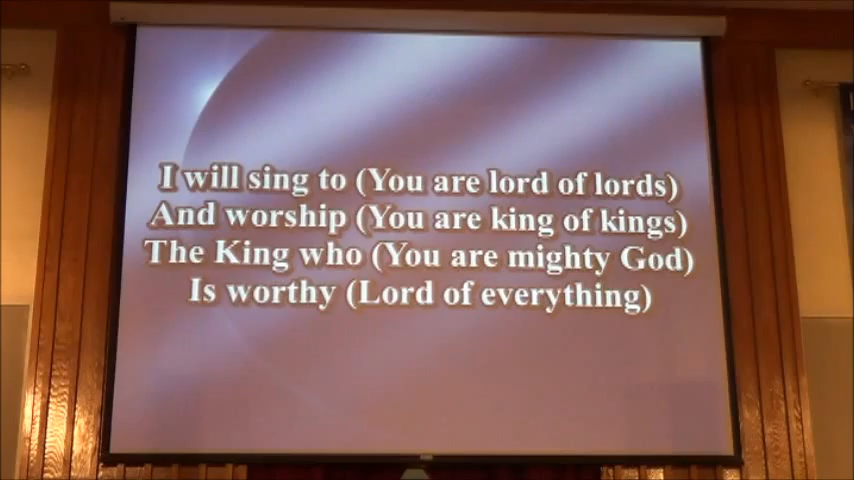 I will sing to (You are lord of lords)
And worship (You are king of kings)
The King who (You are mighty God)
Is worthy (Lord of everything)